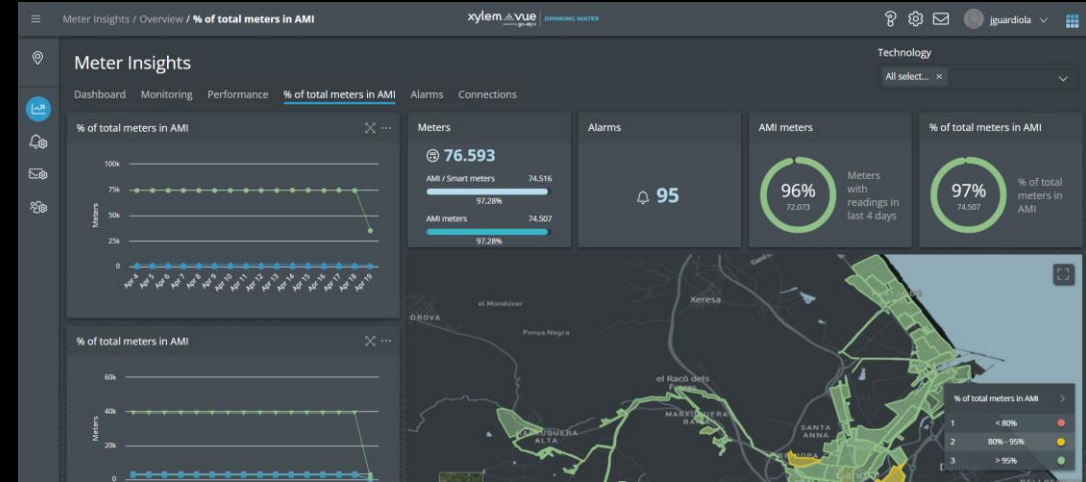 Meter Insights / Overview / % of total meters in AMI
xylem vue
DRINKING WATER
jguardiola
Meter Insights
Technology
All select... ×
Dashboard Monitoring Performance % of total meters in AMI Alarms Connections
% of total meters in AMI
100k
75k
50k
25k
0
Meters
Apr 4 Apr 5 Apr 6 Apr 7 Apr 8 Apr 9 Apr 10 Apr 11 Apr 12 Apr 13 Apr 14 Apr 15 Apr 16 Apr 17 Apr 18 Apr 19
Meters
76.593
AMI / Smart meters 74.516
97,28%
AMI meters 74.507
97,28%
Alarms
95
AMI meters
96%
72.073
Meters
with
readings in
last 4 days
% of total meters in AMI
97%
74.507
% of total
meters in
AMI
% of total meters in AMI
60k
40k
20k
0
Meters
el Mondúver
Xeresa
Penya Negra
el Racó dels
MARXUQUERA
ALTA
SANTA
ANNA
% of total meters in AMI
1 < 80%
2 80% - 95%
3 > 95%